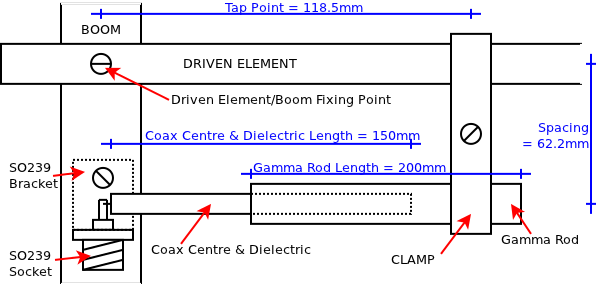 Tap Point = 118.5mm
BOOM
DRIVEN ELEMENT
Driven Element/Boom Fixing Point
Coax Centre & Dielectric Length = 150mm
Spacing
= 62.2mm
SO239
Bracket
Gamma Rod Length = 200mm
Coax Centre & Dielectric
Gamma Rod
CLAMP
SO239
Socket